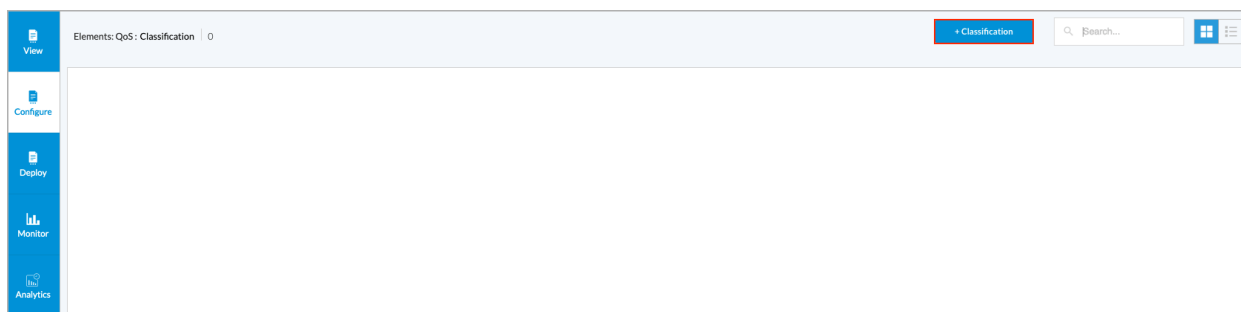 View
Configure
Deploy
Monitor
Analytics
Elements: QoS : Classification 0
+ Classification
Search...